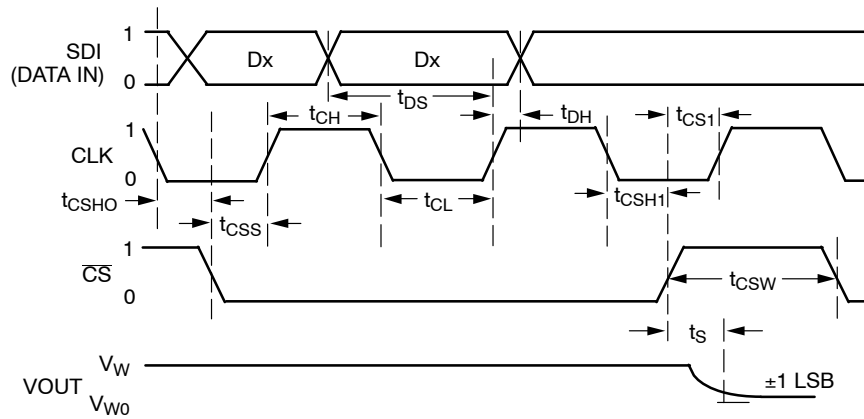 SDI
(DATA IN)
1
0
Dx
Dx
tDS
tCH
tDH
tCS1
CLK
1
0
tCSHO
tCSS
tCL
tCSH1
CS
1
0
tCSW
tS
VOUT
VW
VW0
±1 LSB